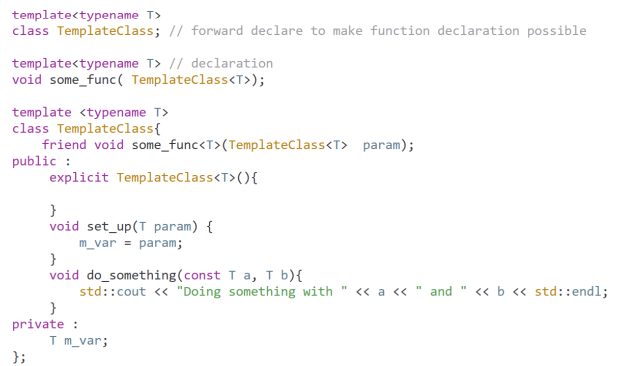 template<typename T>
class TemplateClass; // forward declare to make function declaration possible
template<typename T> // declaration
void some_func( TemplateClass<T>);
template <typename T>
class TemplateClass{
friend void some_func<T>(TemplateClass<T>  param);
public :
explicit TemplateClass<T>(){
}
void set_up(T param) {
m_var = param;
}
void do_something(const T a, T b){
std::cout << "Doing something with " << a << " and " << b << std::endl;
}
private :
T m_var;
};